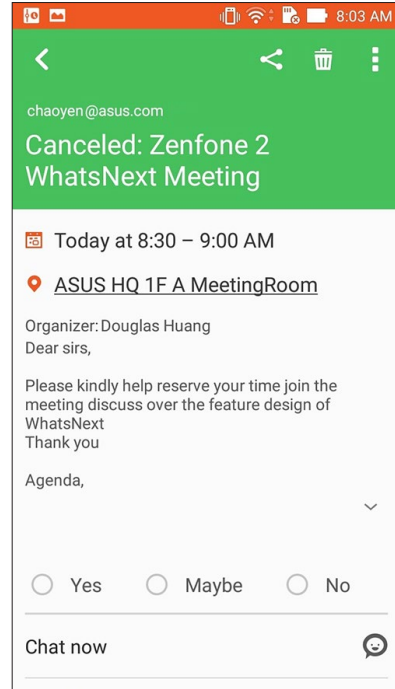 8:03 AM
chaoyen@asus.com
Canceled: Zenfone 2
WhatsNext Meeting
Today at 8:30 – 9:00 AM
ASUS HQ 1F A MeetingRoom
Organizer: Douglas Huang
Dear sirs,
Please kindly help reserve your time join the
meeting discuss over the feature design of
WhatsNext
Thank you
Agenda,
Yes Maybe No
Chat now